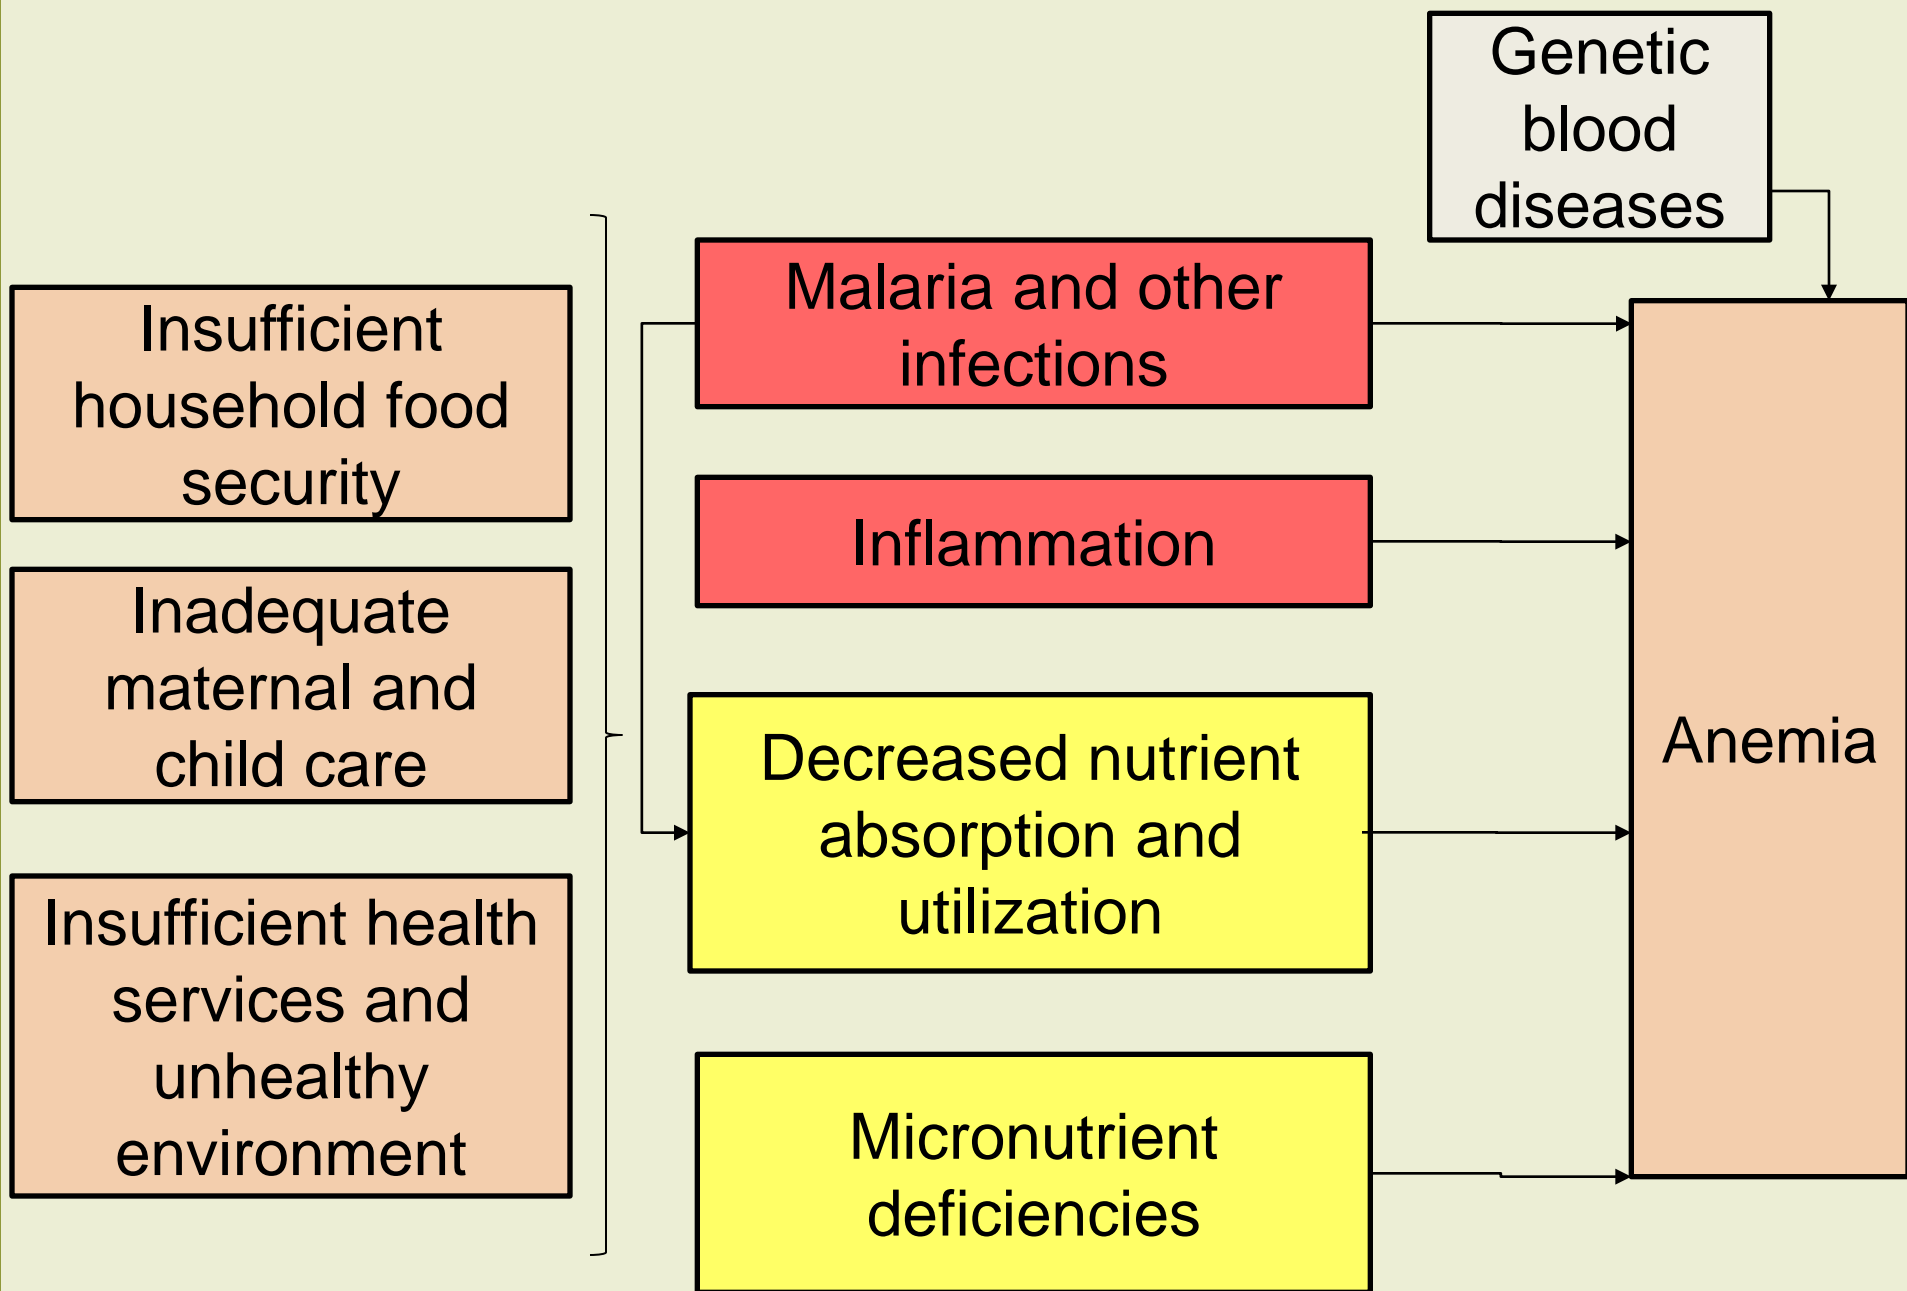 Genetic
blood
diseases
Insufficient
household food
security
Inadequate
maternal and
child care
Insufficient health
services and
unhealthy
environment
Malaria and other
infections
Inflammation
Decreased nutrient
absorption and
utilization
Micronutrient
deficiencies
Anemia